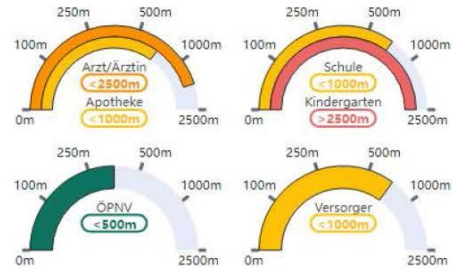 250m 500m
100m 1000m
Arzt/Ärztin
<2500m
Apotheke
<1000m
0m 2500m
250m 500m
100m 1000m
Schule
<1000m
Kindergarten
>2500m
0m 2500m
250m 500m
100m 1000m
ÖPNV
<500m
0m 2500m
250m 500m
100m 1000m
Versorger
<1000m
0m 2500m